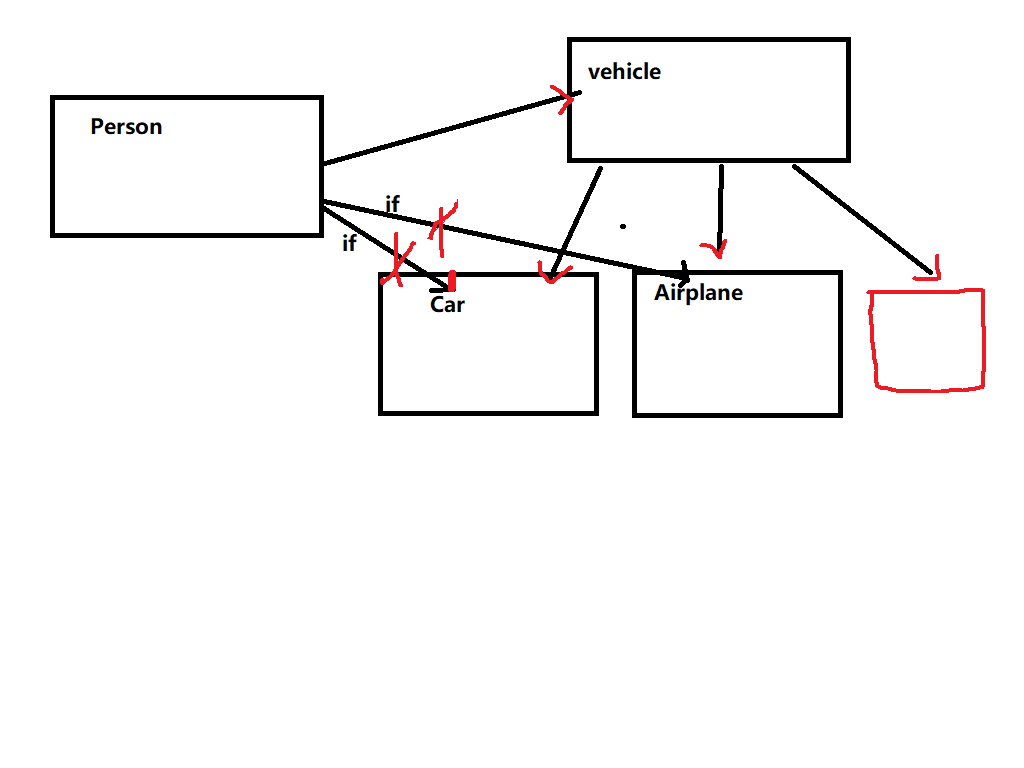 vehicle
Person
if
if
Car
Airplane